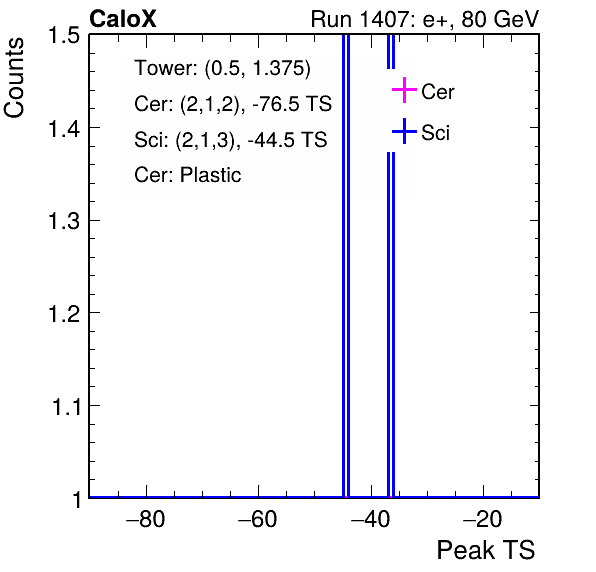 CaloX Run 1407: e+, 80 GeV
Counts
1.5
1.4
1.3
1.2
1.1
1
Tower: (0.5, 1.375)
Cer: (2,1,2), -76.5 TS
Sci: (2,1,3), -44.5 TS
Cer: Plastic
Cer
Sci
−80 −60 −40 −20
Peak TS